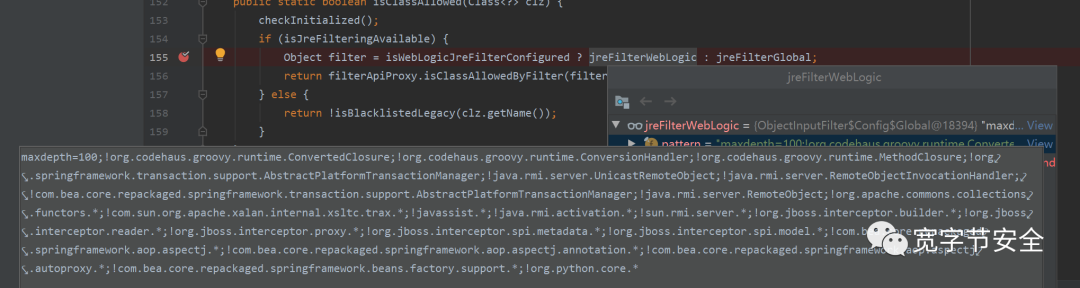 152 public static boolean isClassAllowed(Class<?> clz) {
153 checkInitialized();
154 if (isJreFilteringAvailable) {
155 Object filter = isWebLogicJreFilterConfigured ? jreFilterWebLogic : jreFilterGlobal;
156 return filterApiProxy.isClassAllowedByFilter(filter
157 } else {
158 return !isBlacklistedLegacy(clz.getName());
159 }
jreFilterWebLogic
jreFilterWebLogic = {ObjectInputFilter$Config$Global@18394} "maxd... View
pattern = "maxdepth=100;!org.codehaus.groovy.runtime.Conve... View
maxdepth=100;!org.codehaus.groovy.runtime.ConvertedClosure;!org.codehaus.groovy.runtime.ConversionHandler;!org.codehaus.groovy.runtime.MethodClosure;!org
.springframework.transaction.support.AbstractPlatformTransactionManager;!java.rmi.server.UnicastRemoteObject;!java.rmi.server.RemoteObjectInvocationHandler;
!com.bea.core.repackaged.springframework.transaction.support.AbstractPlatformTransactionManager;!java.rmi.server.RemoteObject;!org.apache.commons.collections
.functors.*;!com.sun.org.apache.xalan.internal.xsltc.trax.*;!javassist.*;!java.rmi.activation.*;!sun.rmi.server.*;!org.jboss.interceptor.builder.*;!org.jboss
.interceptor.reader.*;!org.jboss.interceptor.proxy.*;!org.jboss.interceptor.spi.metadata.*;!org.jboss.interceptor.spi.model.*;!com.
.springframework.aop.aspectj.*;!com.bea.core.repackaged.springframework.aop.aspectj.annotation.*;!com.bea.core.repackaged.springframework.aop.aspectj
.autoproxy.*;!com.bea.core.repackaged.springframework.beans.factory.support.*;!org.python.core.*
宽字节安全